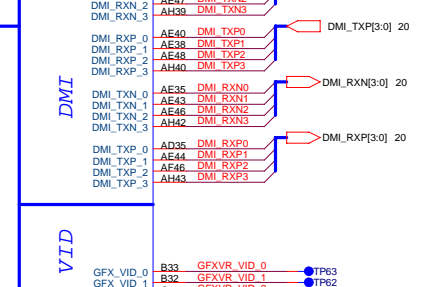 DMI_RXN_2 AE47 DMI_TXN2
DMI_RXN_3 AH39 DMI_TXN3
DMI_TXP[3:0] 20
DMI_RXP_0 AE40 DMI_TXP0
DMI_RXP_1 AE38 DMI_TXP1
DMI_RXP_2 AE48 DMI_TXP2
DMI_RXP_3 AH40 DMI_TXP3
DMI
DMI_RXN[3:0] 20
DMI_TXN_0 AE35 DMI_RXN0
DMI_TXN_1 AE43 DMI_RXN1
DMI_TXN_2 AE46 DMI_RXN2
DMI_TXN_3 AH42 DMI_RXN3
DMI_RXP[3:0] 20
DMI_TXP_0 AD35 DMI_RXP0
DMI_TXP_1 AE44 DMI_RXP1
DMI_TXP_2 AF46 DMI_RXP2
DMI_TXP_3 AH43 DMI_RXP3
VID
GFX_VID_0 B33 GFXVR_VID_0 TP63
GFX_VID_1 B32 GFXVR_VID_1 TP62